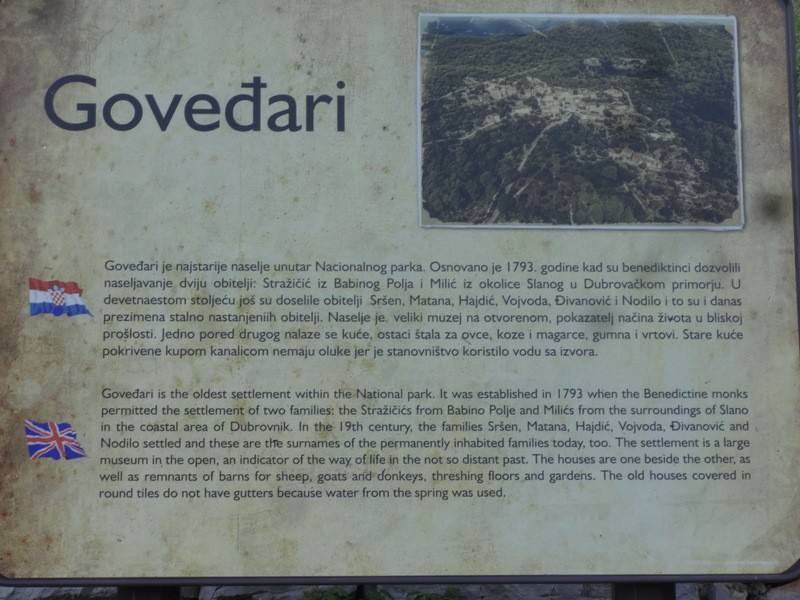 Goveđari
Goveđari je najstarije naselje unutar Nacionalnog parka. Osnovano je 1793. godine kad su benediktinci dozvolili
naseljavanje dviju obitelji: Stražičić iz Babinog Polja i Milić iz okolice Slanog u Dubrovačkom primorju. U
devetnaestom stoljeću još su doselile obitelji Sršen, Matana, Hajdić, Vojvoda, Đivanović i Nodilo i to su i danas
prezimena stalno nastanjeniih obitelji. Naselje je veliki muzej na otvorenom, pokazatelj načina života u bliskoj
prošlosti. Jedno pored drugog nalaze se kuće, ostaci štala za ovce, koze i magarce, gumna i vrtovi. Stare kuće
pokrivene kupom kanalicom nemaju oluke jer je stanovništvo koristilo vodu sa izvora.
Goveđari is the oldest settlement within the National park. It was established in 1793 when the Benedictine monks
permitted the settlement of two families: the Stražičićs from Babino Polje and Milićs from the surroundings of Slano
in the coastal area of Dubrovnik. In the 19th century, the families Sršen, Matana, Hajdić, Vojvoda, Đivanović and
Nodilo settled and these are the surnames of the permanently inhabited families today, too. The settlement is a large
museum in the open, an indicator of the way of life in the not so distant past. The houses are one beside the other, as
well as remnants of barns for sheep, goats and donkeys, threshing floors and gardens. The old houses covered in
round tiles do not have gutters because water from the spring was used.